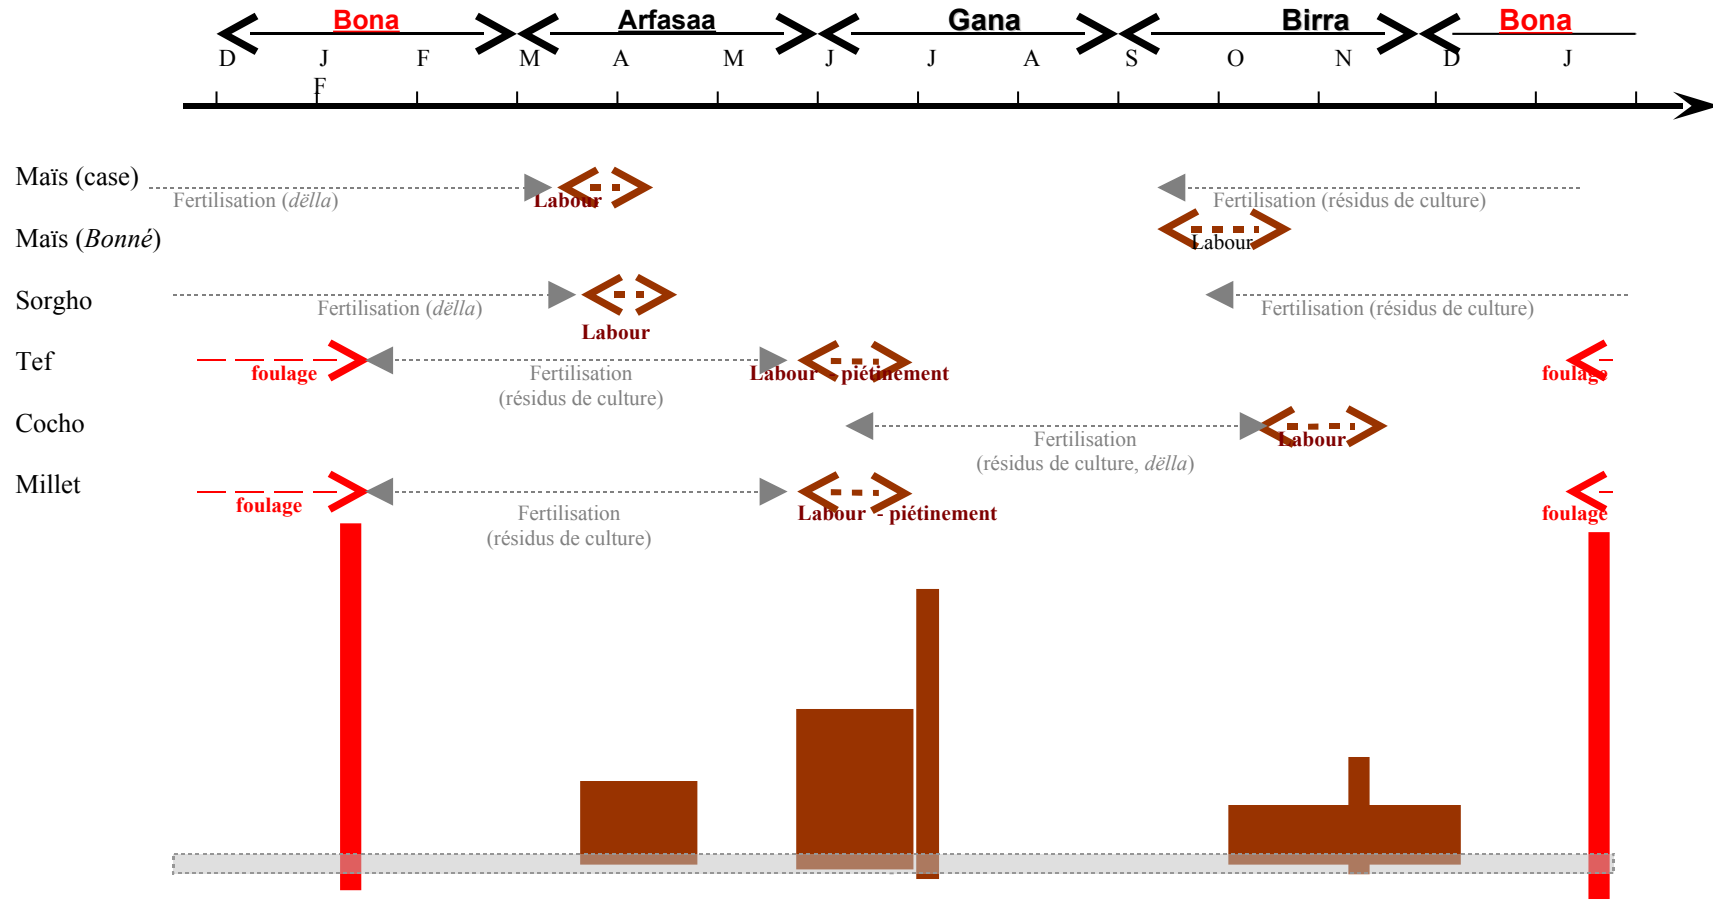 Bona Arfasaa Gana Birra Bona
D J F M A M J J A S O N D J
F
Maïs (case)
Fertilisation (dëlla) Labour Fertilisation (résidus de culture)
Maïs (Bonné)
Labour
Sorgho
Fertilisation (dëlla) Fertilisation (résidus de culture)
Labour
Tef
foulage Fertilisation Labour - piétinement foulage
(résidus de culture)
Cocho
Fertilisation Labour
(résidus de culture, dëlla)
Millet
foulage Fertilisation Labour - piétinement foulage
(résidus de culture)